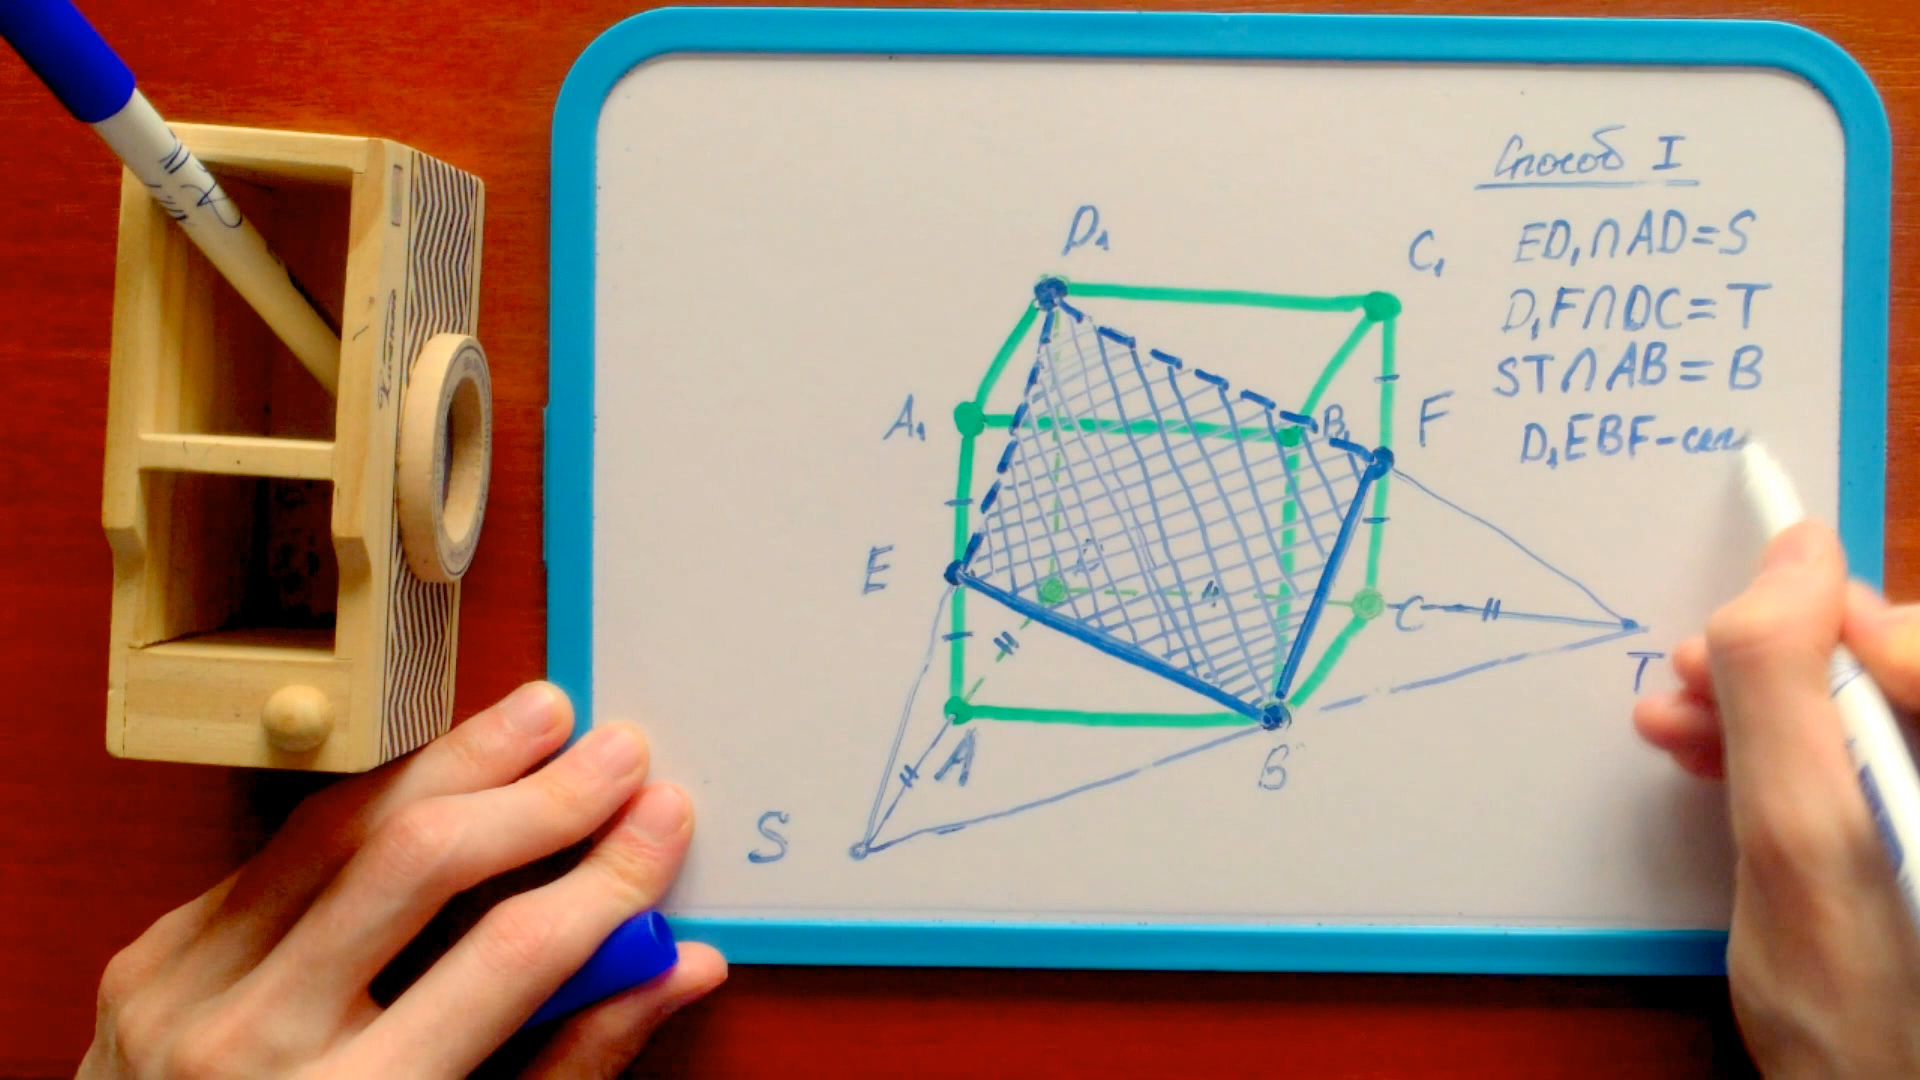 Способ I
ED₁∩AD=S
D₁F∩DC=T
ST∩AB=B
D₁EBF-
D₁
C₁
A₁
B₁
F
E
D
C
A
B
S
T